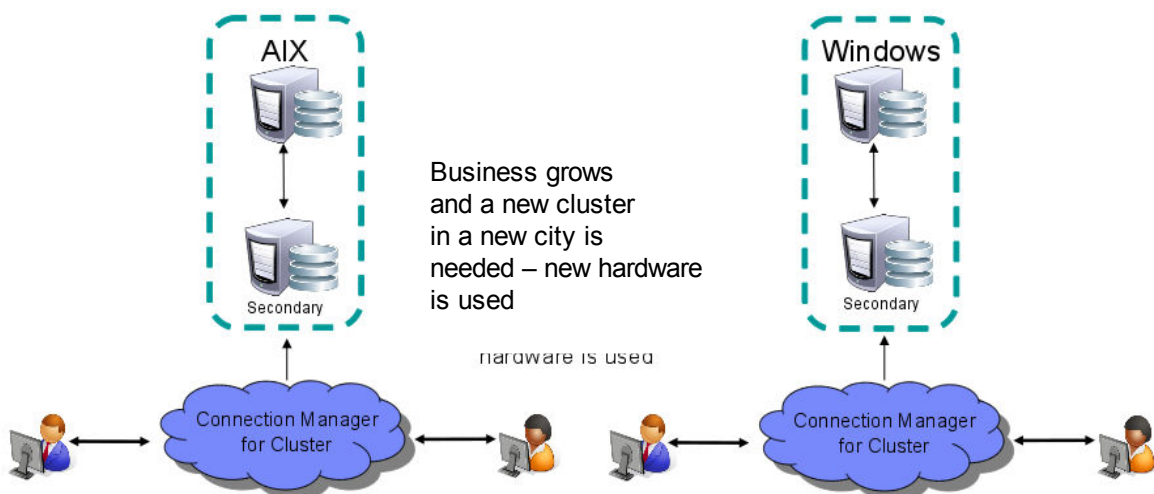 AIX
Secondary
Connection Manager
for Cluster
Business grows
and a new cluster
in a new city is
needed – new hardware
is used
hardware is used
Windows
Secondary
Connection Manager
for Cluster